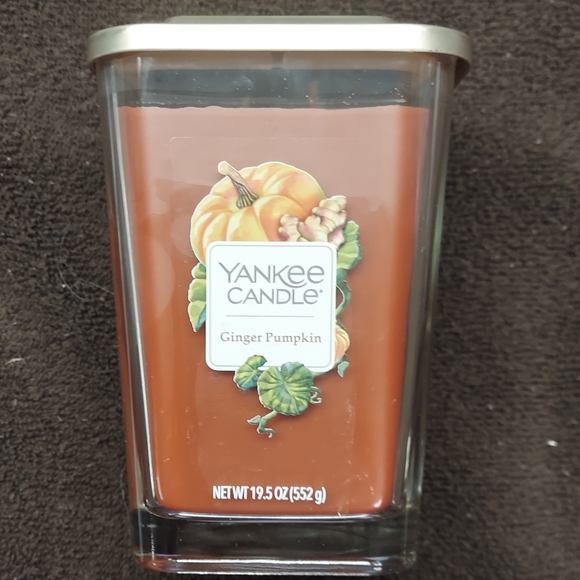 YANKEE
CANDLE®
Ginger Pumpkin
NET WT 19.5 OZ (552 g)